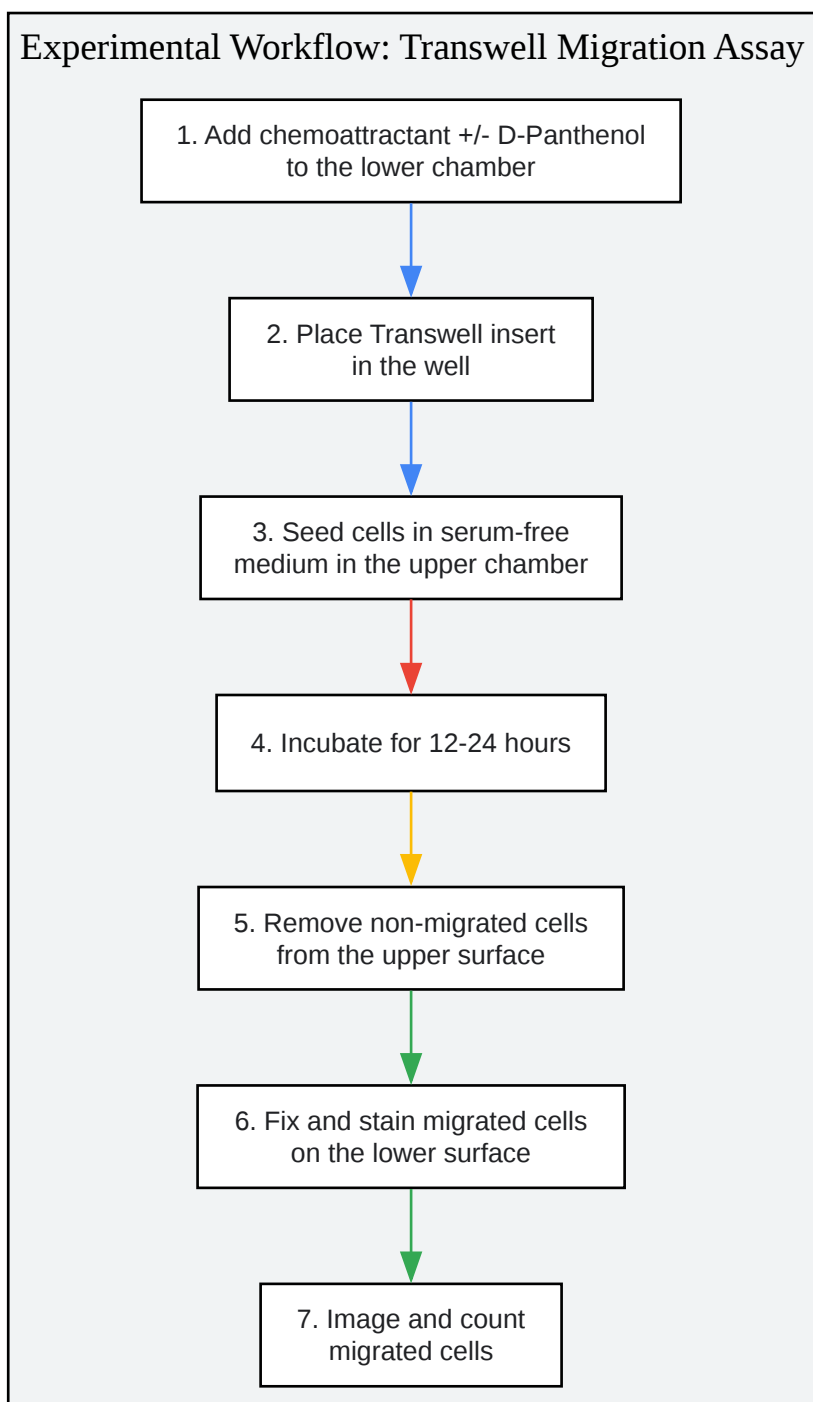 Experimental Workflow: Transwell Migration Assay
1. Add chemoattractant +/- D-Panthenol
to the lower chamber
2. Place Transwell insert
in the well
3. Seed cells in serum-free
medium in the upper chamber
4. Incubate for 12-24 hours
5. Remove non-migrated cells
from the upper surface
6. Fix and stain migrated cells
on the lower surface
7. Image and count
migrated cells